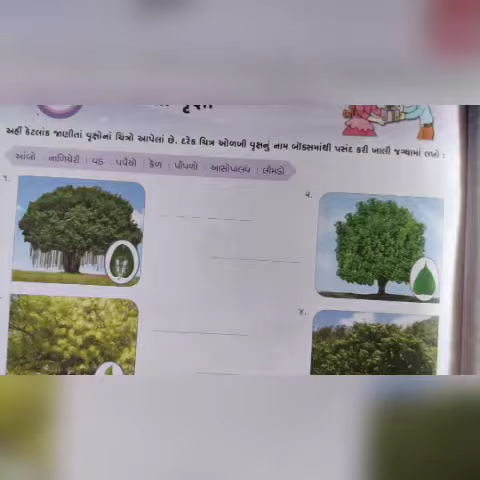 અહીં કેટલાંક જાણીતાં વૃક્ષોનાં ચિત્રો આપેલાં છે. દરેક ચિત્ર ઓળખી વૃક્ષનું નામ બૉક્સમાંથી પસંદ કરી ખાલી જગ્યામાં લખો :
આંબો | નાળિયેરી | વડ | પપૈયો | કેળ | પીપળો | આસોપાલવ | લીમડો
૧.
૨.
૪.